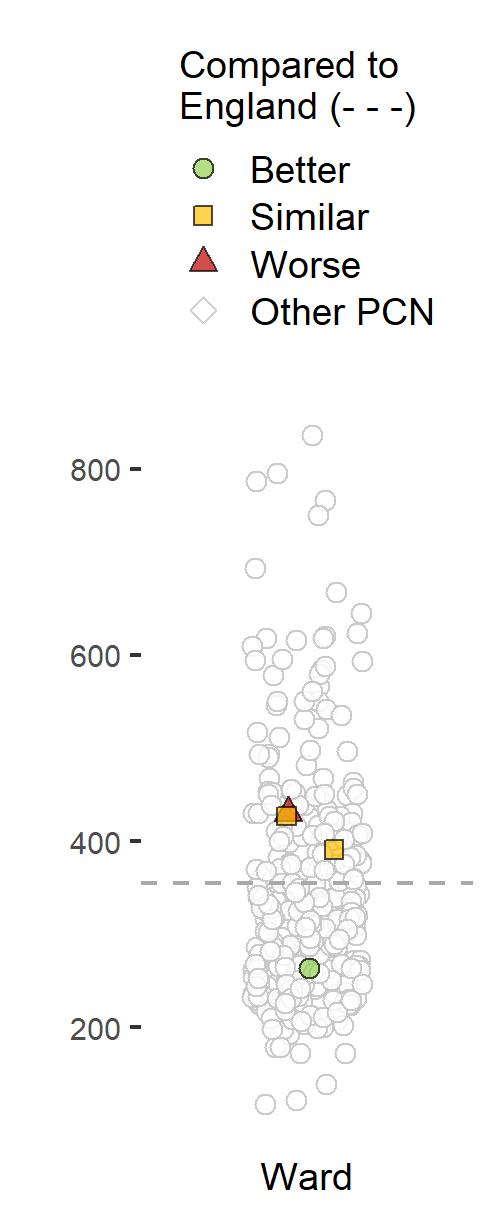 Compared to
England (- - -)
Better
Similar
Worse
Other PCN
800
600
400
200
Ward